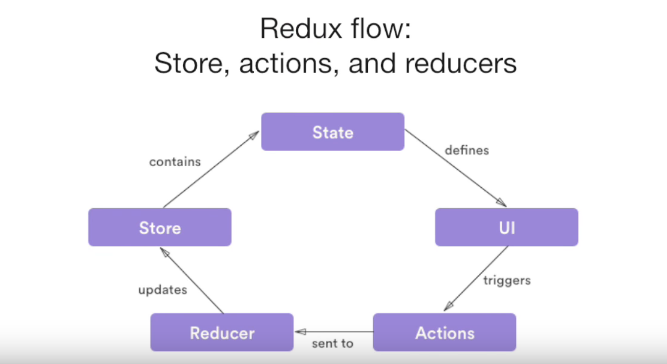 Redux flow:
Store, actions, and reducers
State
contains
defines
Store
UI
updates
triggers
Reducer
sent to
Actions